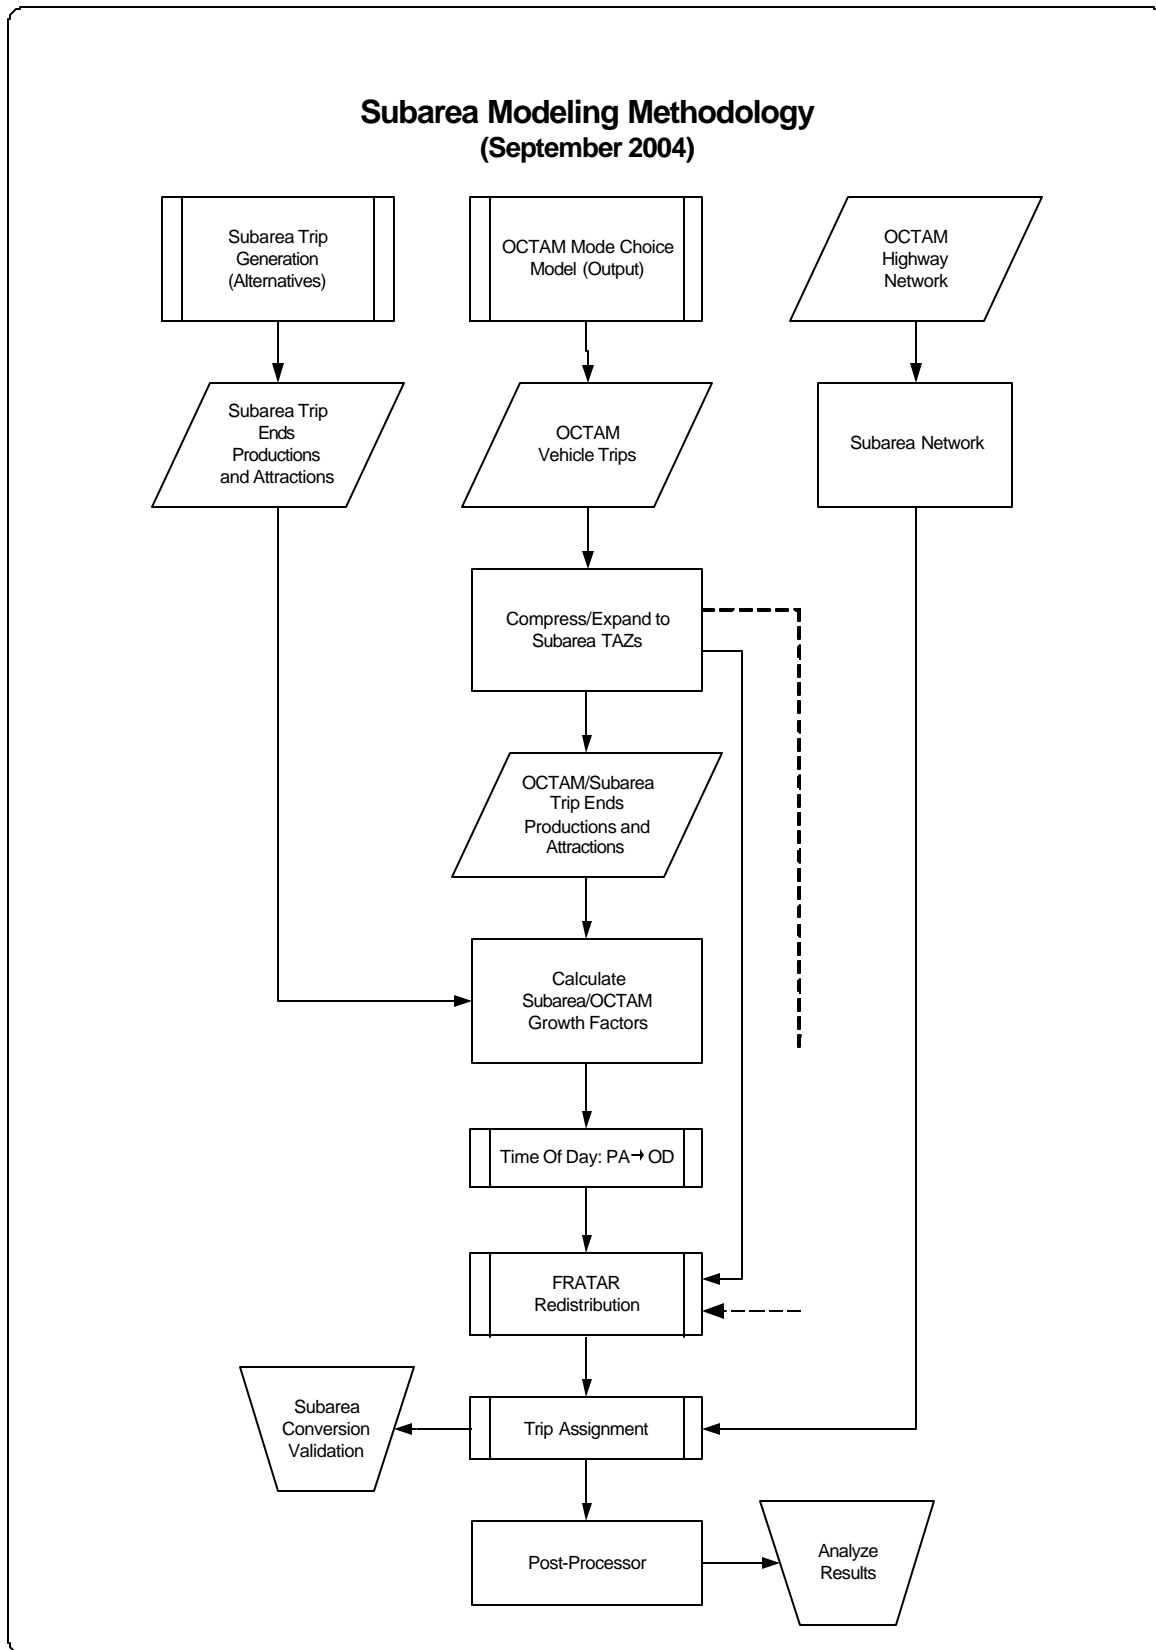 Subarea Modeling Methodology
(September 2004)
Subarea Trip
Generation
(Alternatives)
OCTAM Mode Choice
Model (Output)
OCTAM
Highway
Network
Subarea Trip
Ends
Productions
and Attractions
OCTAM
Vehicle Trips
Subarea Network
Compress/Expand to
Subarea TAZs
OCTAM/Subarea
Trip Ends
Productions and
Attractions
Calculate
Subarea/OCTAM
Growth Factors
Time Of Day: PA→OD
FRATAR
Redistribution
Subarea
Conversion
Validation
Trip Assignment
Post-Processor
Analyze
Results